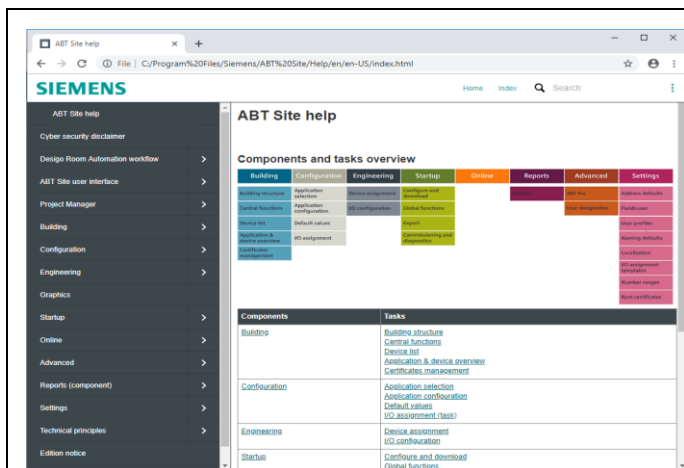 ABT Site help
File | C:/Program%20Files/Siemens/ABT%20Site/Help/en/en-US/index.html
SIEMENS
Home Index Search
ABT Site help
Cyber security disclaimer
Desigo Room Automation workflow
ABT Site user interface
Project Manager
Building
Configuration
Engineering
Graphics
Startup
Online
Advanced
Reports (component)
Settings
Technical principles
Edition notice
ABT Site help
Components and tasks overview
Building Configuration Engineering Startup Online Reports Advanced Settings
Building structure
Central functions
Device list
Application & device overview
Certificates management
Application selection
Application configuration
Default values
I/O assignment
Device assignment
I/O configuration
Configure and download
Global functions
Export
Commissioning and diagnostics
ABT Pro
User designation
Address defaults
Fieldbuses
User profiles
Naming defaults
Localization
I/O assignment templates
Number ranges
Root certificates
Components Tasks
Building
Building structure
Central functions
Device list
Application & device overview
Certificates management
Configuration
Application selection
Application configuration
Default values
I/O assignment (task)
Engineering
Device assignment
I/O configuration
Startup
Configure and download
Global functions